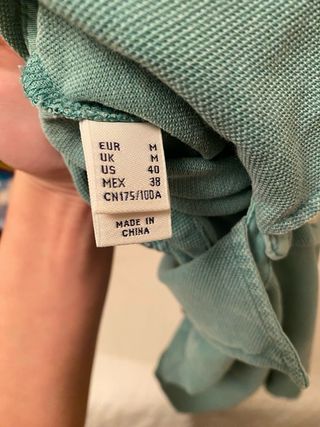 EUR M
UK M
US 40
MEX 38
CN175/100A
MADE IN
CHINA